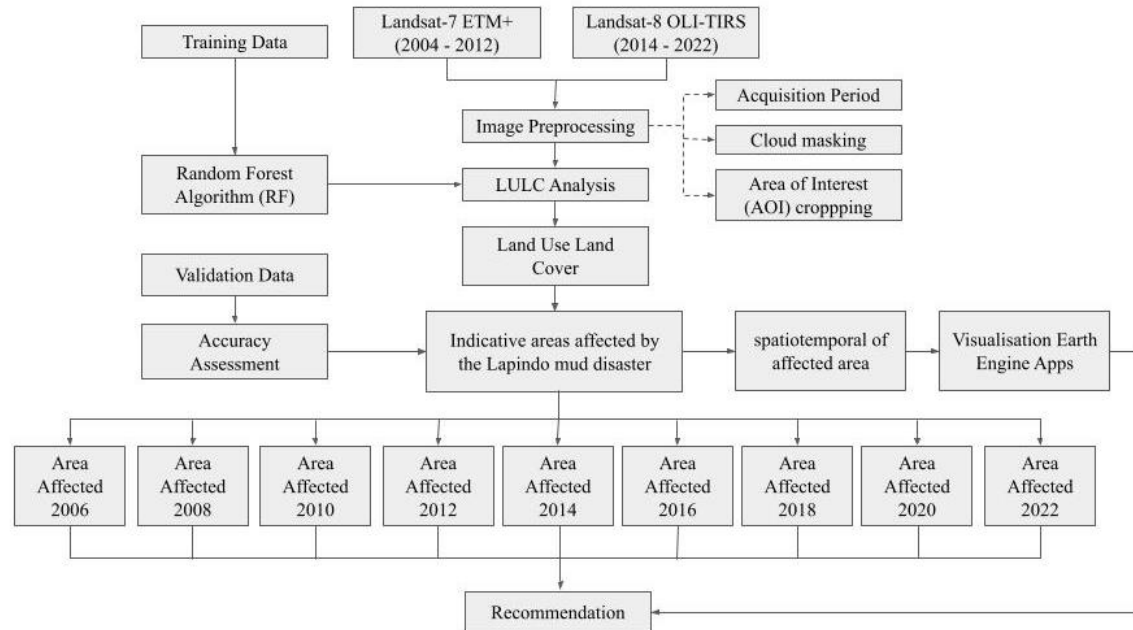 Training Data
Landsat-7 ETM+
(2004 - 2012)
Landsat-8 OLI-TIRS
(2014 - 2022)
Image Preprocessing
Acquisition Period
Cloud masking
Area of Interest
(AOI) croppping
Random Forest
Algorithm (RF)
LULC Analysis
Land Use Land
Cover
Validation Data
Accuracy
Assessment
Indicative areas affected by
the Lapindo mud disaster
spatiotemporal of
affected area
Visualisation Earth
Engine Apps
Area
Affected
2006
Area
Affected
2008
Area
Affected
2010
Area
Affected
2012
Area
Affected
2014
Area
Affected
2016
Area
Affected
2018
Area
Affected
2020
Area
Affected
2022
Recommendation